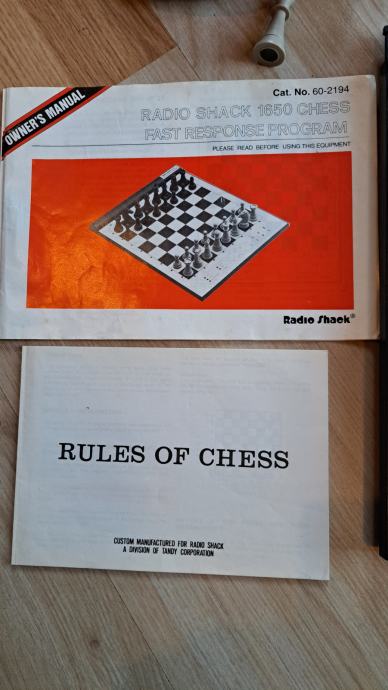 OWNER'S MANUAL
Cat. No. 60-2194
RADIO SHACK 1650 CHESS
FAST RESPONSE PROGRAM
PLEASE READ BEFORE USING THIS EQUIPMENT
Radio Shack®
RULES OF CHESS
CUSTOM MANUFACTURED FOR RADIO SHACK
A DIVISION OF TANDY CORPORATION